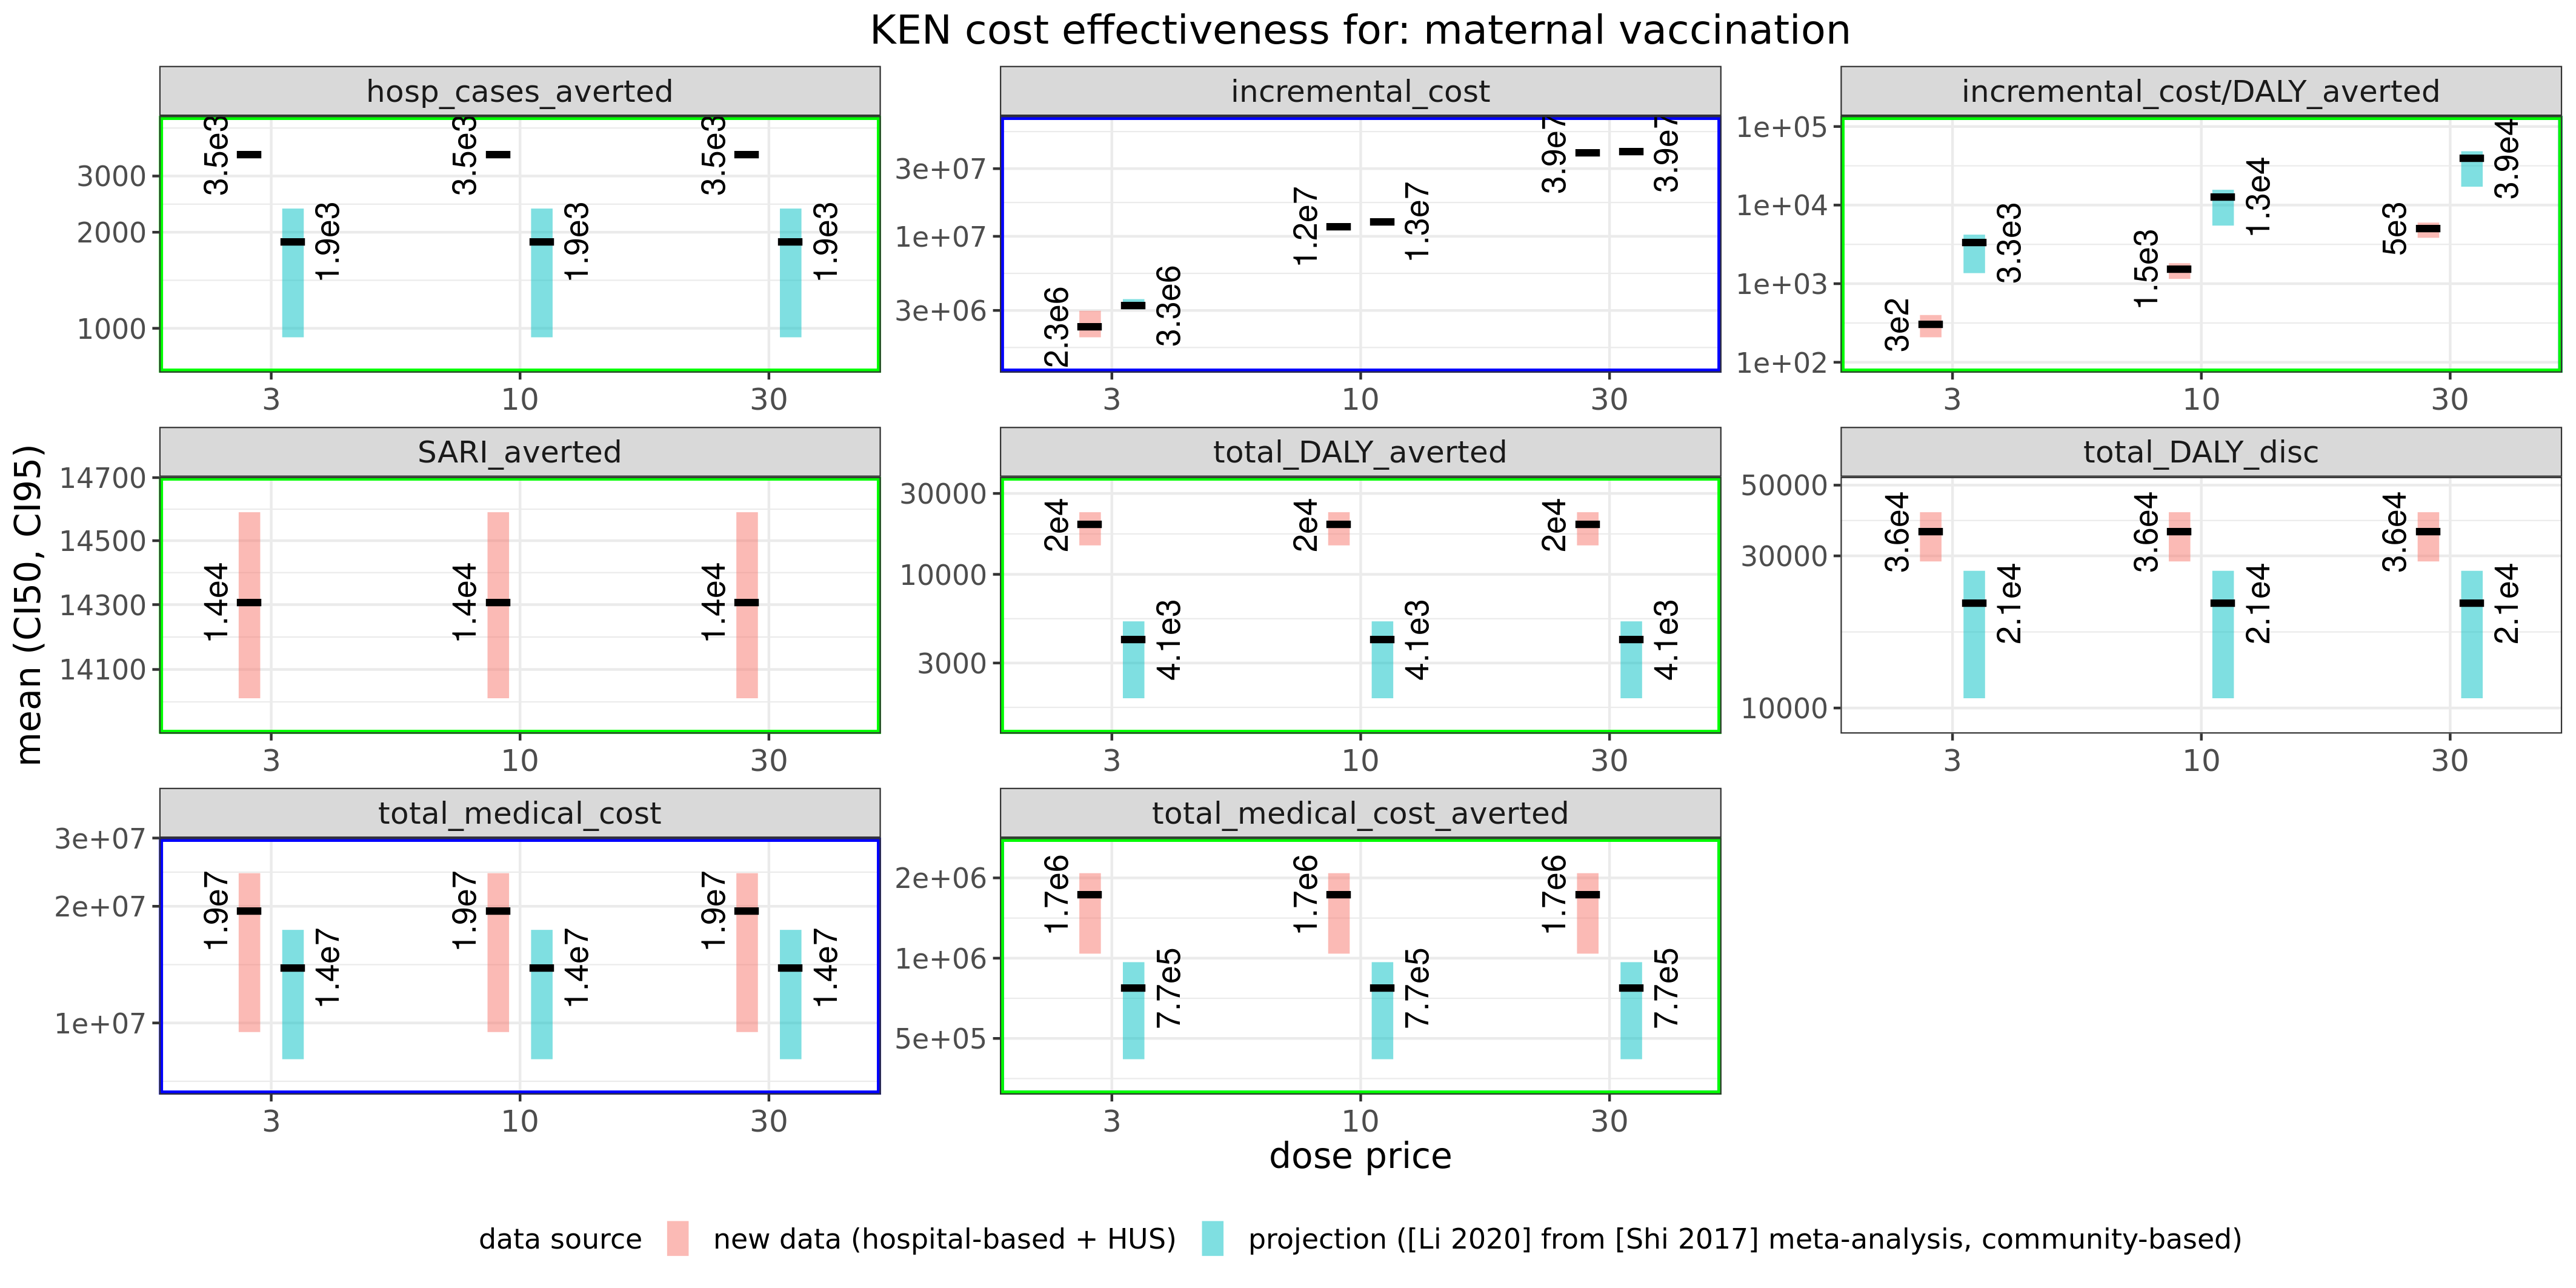 KEN cost effectiveness for: maternal vaccination
hosp_cases_averted
3000
2000
1000
3.5e3
1.9e3
3.5e3
1.9e3
3.5e3
1.9e3
3
10
30
incremental_cost
3e+07
1e+07
3e+06
2.3e6
3.3e6
1.2e7
1.3e7
3.9e7
3.9e7
3
10
30
incremental_cost/DALY_averted
1e+05
1e+04
1e+03
1e+02
3e2
3.3e3
1.5e3
1.3e4
5e3
3.9e4
3
10
30
mean (CI50, CI95)
SARI_averted
14700
14500
14300
14100
1.4e4
1.4e4
1.4e4
3
10
30
total_DALY_averted
30000
10000
3000
2e4
4.1e3
2e4
4.1e3
2e4
4.1e3
3
10
30
total_DALY_disc
50000
30000
10000
3.6e4
2.1e4
3.6e4
2.1e4
3.6e4
2.1e4
3
10
30
total_medical_cost
3e+07
2e+07
1e+07
1.9e7
1.4e7
1.9e7
1.4e7
1.9e7
1.4e7
3
10
30
total_medical_cost_averted
2e+06
1e+06
5e+05
1.7e6
7.7e5
1.7e6
7.7e5
1.7e6
7.7e5
3
10
30
dose price
data source
new data (hospital-based + HUS)
projection ([Li 2020] from [Shi 2017] meta-analysis, community-based)